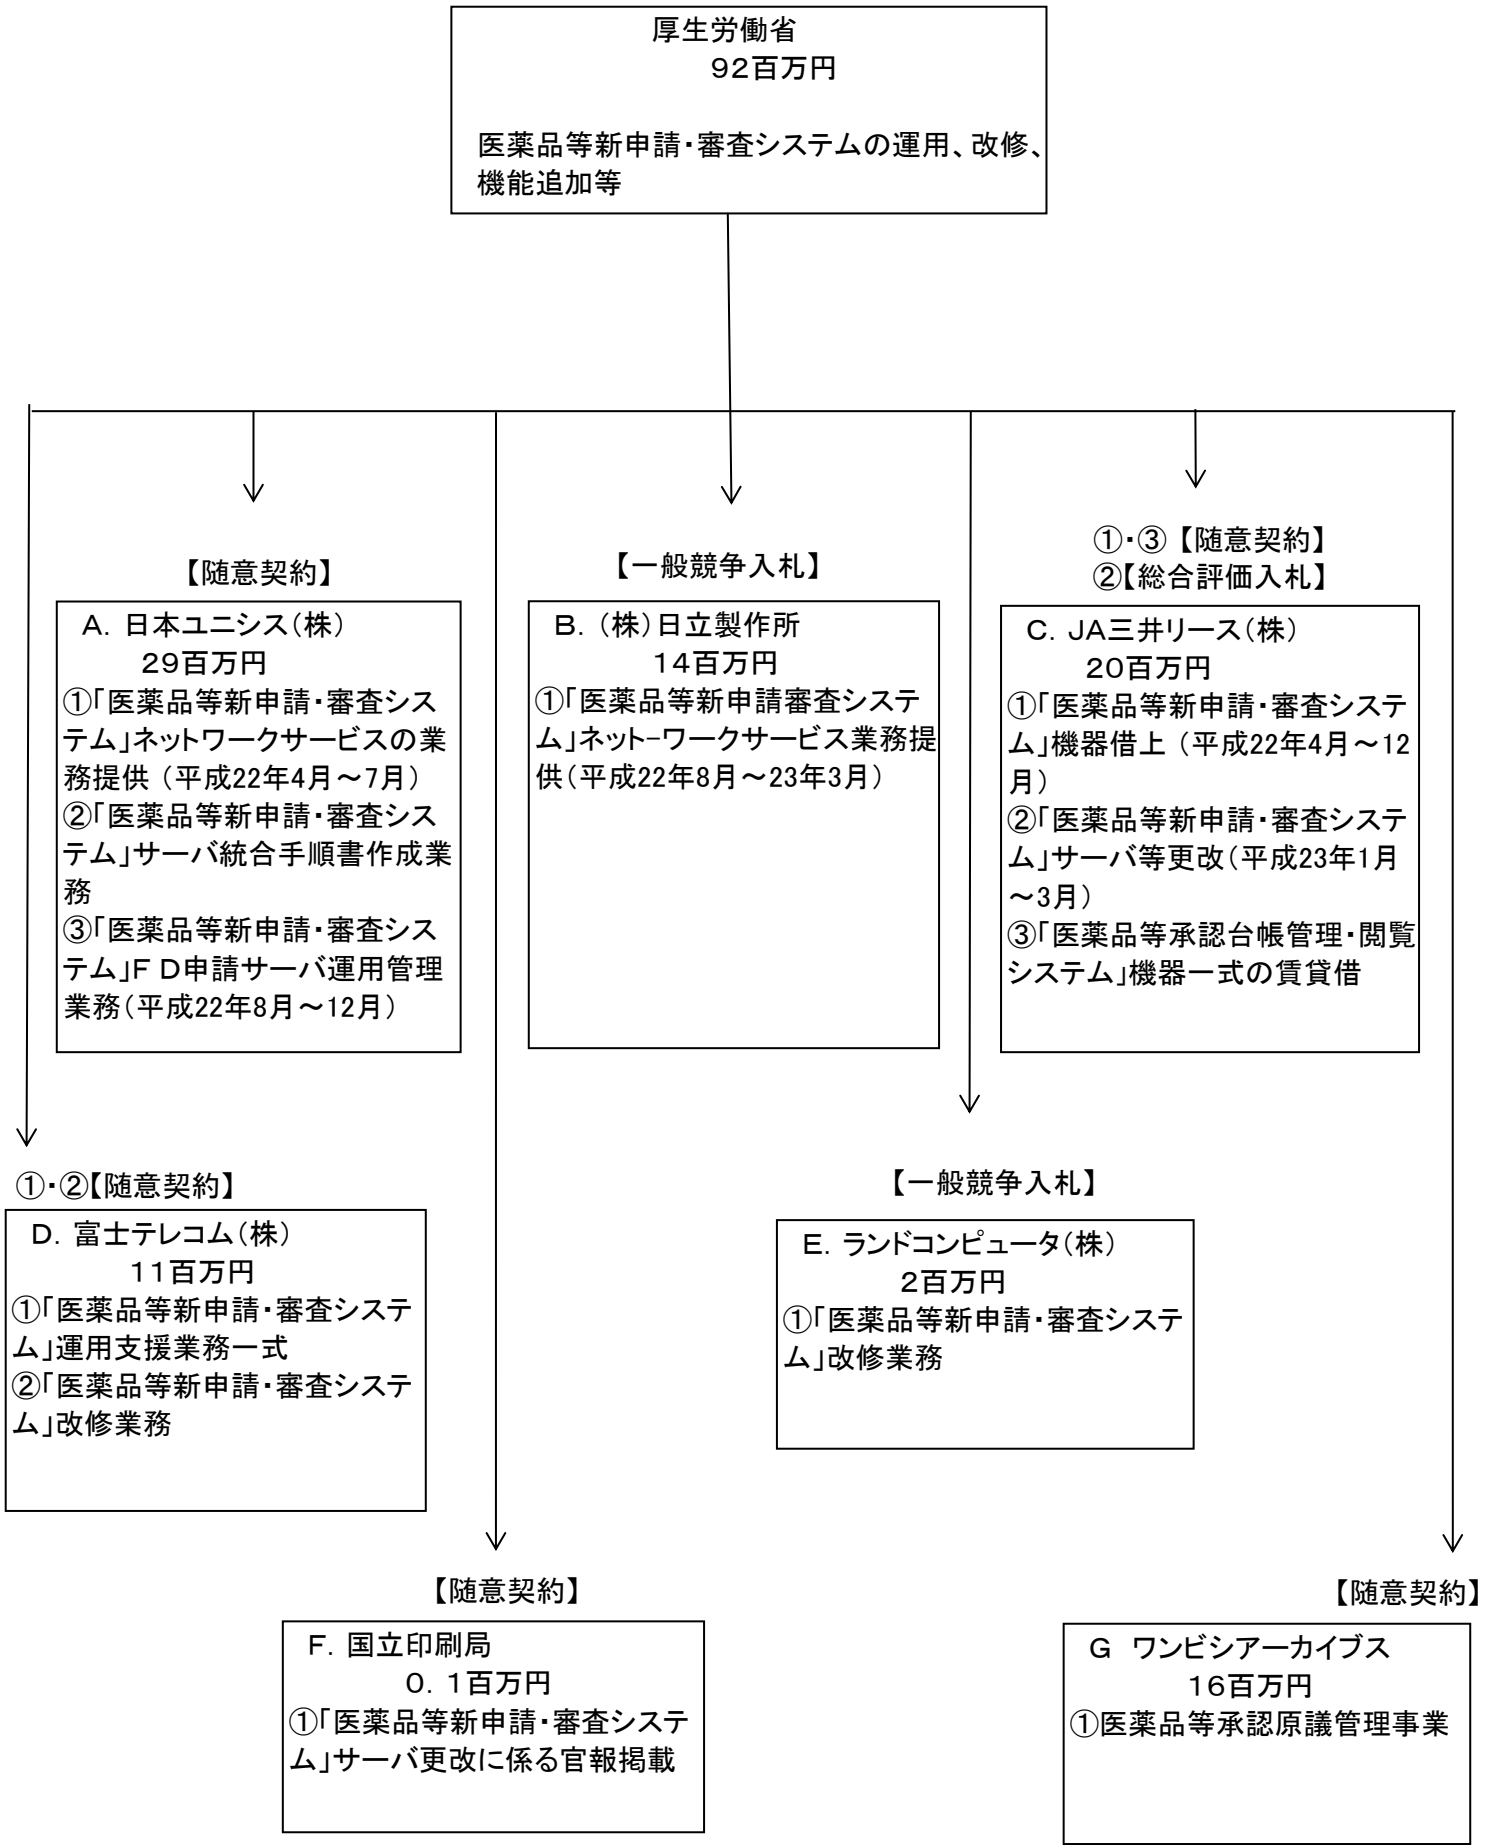 厚生労働省
９２百万円
医薬品等新申請・審査システムの運用、改修、
機能追加等
【随意契約】
A．日本ユニシス（株）
２９百万円
①「医薬品等新申請・審査シス
テム」ネットワークサービスの業
務提供（平成22年4月～7月）
②「医薬品等新申請・審査シス
テム」サーバ統合手順書作成業
務
③「医薬品等新申請・審査シス
テム」ＦＤ申請サーバ運用管理
業務（平成22年8月～12月）
【一般競争入札】
B．（株）日立製作所
１４百万円
①「医薬品等新申請審査システ
ム」ネット-ワークサービス業務提
供（平成22年8月～23年3月）
①・③【随意契約】
②【総合評価入札】
C．JA三井リース（株）
２０百万円
①「医薬品等新申請・審査システ
ム」機器借上（平成22年4月～12
月）
②「医薬品等新申請・審査システ
ム」サーバ等更改（平成23年1月
～3月）
③「医薬品等承認台帳管理・閲覧
システム」機器一式の賃貸借
①・②【随意契約】
D．富士テレコム（株）
１１百万円
①「医薬品等新申請・審査システ
ム」運用支援業務一式
②「医薬品等新申請・審査システ
ム」改修業務
【一般競争入札】
E．ランドコンピュータ（株）
２百万円
①「医薬品等新申請・審査システ
ム」改修業務
【随意契約】
F．国立印刷局
０．１百万円
①「医薬品等新申請・審査システ
ム」サーバ更改に係る官報掲載
【随意契約】
G　ワンビシアーカイブス
１６百万円
①医薬品等承認原議管理事業